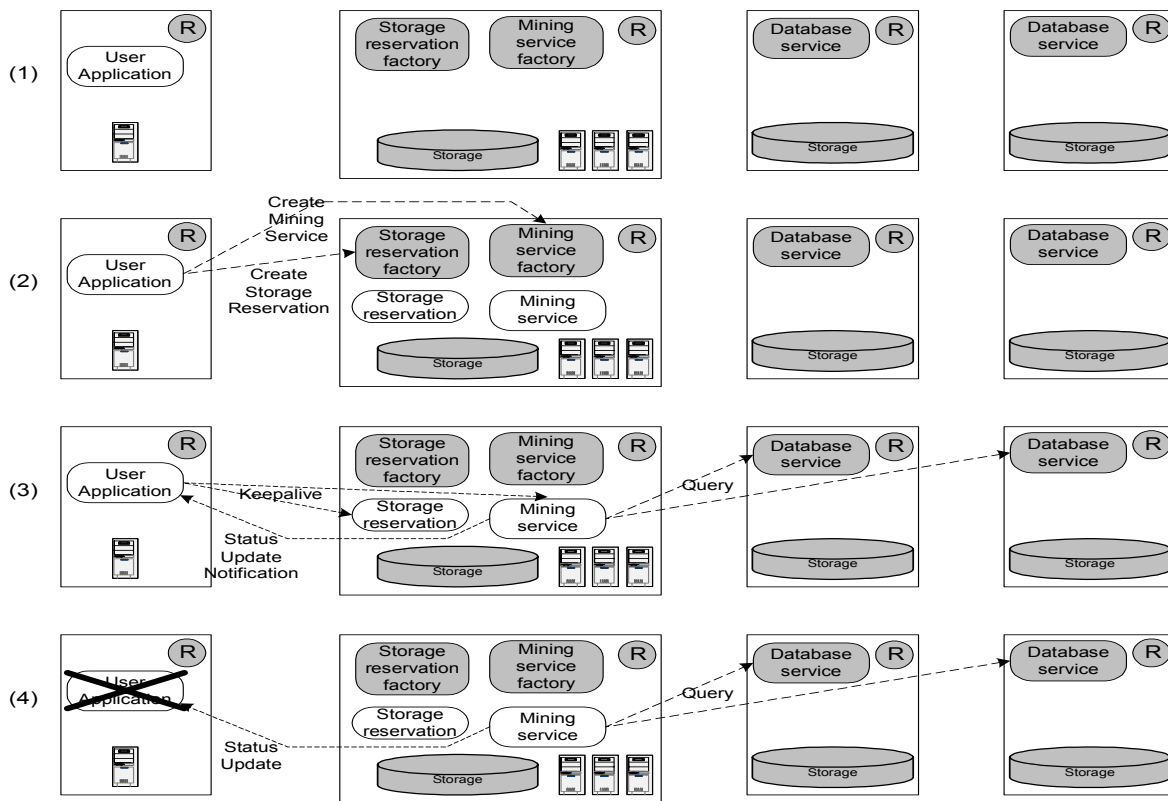 R
User
Application
Storage
reservation
factory
Mining
service
factory
R
Database
service
R
Database
service
R
(1)
Storage
Storage
Storage
Create
Mining
Service
R
User
Application
Storage
reservation
factory
Mining
service
factory
R
Database
service
R
Database
service
R
(2)
Create
Storage
Reservation
Storage
reservation
Mining
service
Storage
Storage
Storage
R
User
Application
Storage
reservation
factory
Mining
service
factory
R
Database
service
R
Database
service
R
(3)
Keepalive
Query
Storage
reservation
Mining
service
Status
Update
Notification
Storage
Storage
Storage
R
User
Application
Storage
reservation
factory
Mining
service
factory
R
Database
service
R
Database
service
R
(4)
Query
Storage
reservation
Mining
service
Status
Update
Storage
Storage
Storage